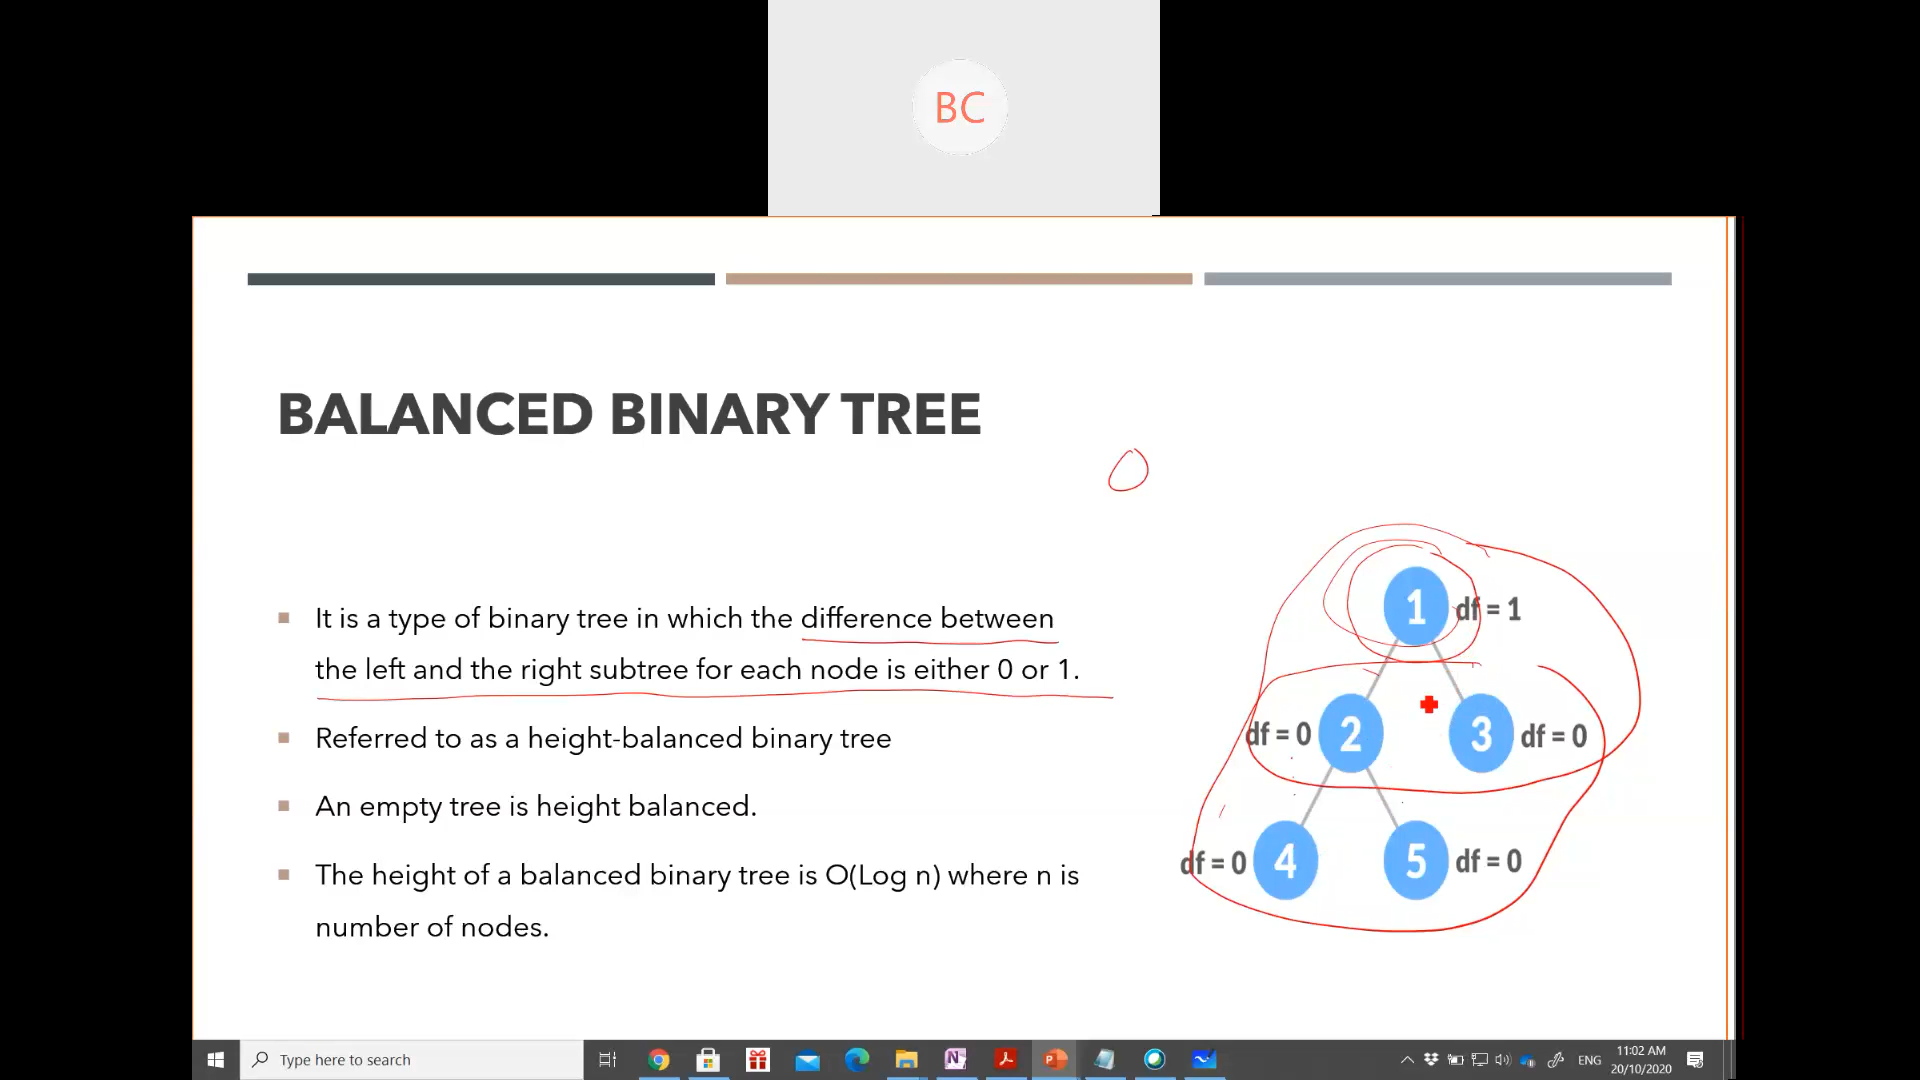 BC
BALANCED BINARY TREE
It is a type of binary tree in which the difference between
the left and the right subtree for each node is either 0 or 1.
Referred to as a height-balanced binary tree
An empty tree is height balanced.
The height of a balanced binary tree is O(Log n) where n is
number of nodes.
1 df = 1
df = 0 2 3 df = 0
df = 0 4 5 df = 0
Type here to search
ENG
11:02 AM
20/10/2020